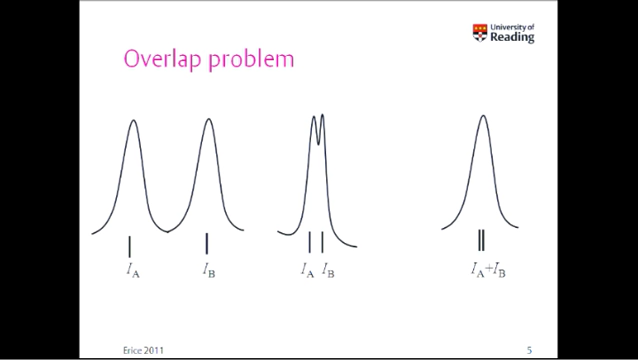 University of
Reading
Overlap problem
I_A
I_B
I_A I_B
I_A+I_B
Erice 2011
5